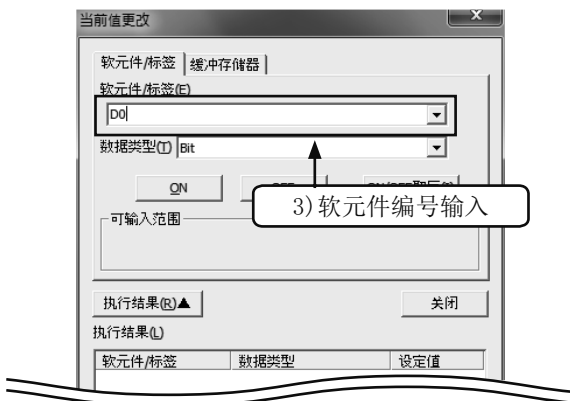 当前值更改
软元件/标签 缓冲存储器
软元件/标签(E)
D0
数据类型(T) Bit
ON
3)软元件编号输入
可输入范围
执行结果(R)▲ 关闭
执行结果(L)
软元件/标签 数据类型 设定值